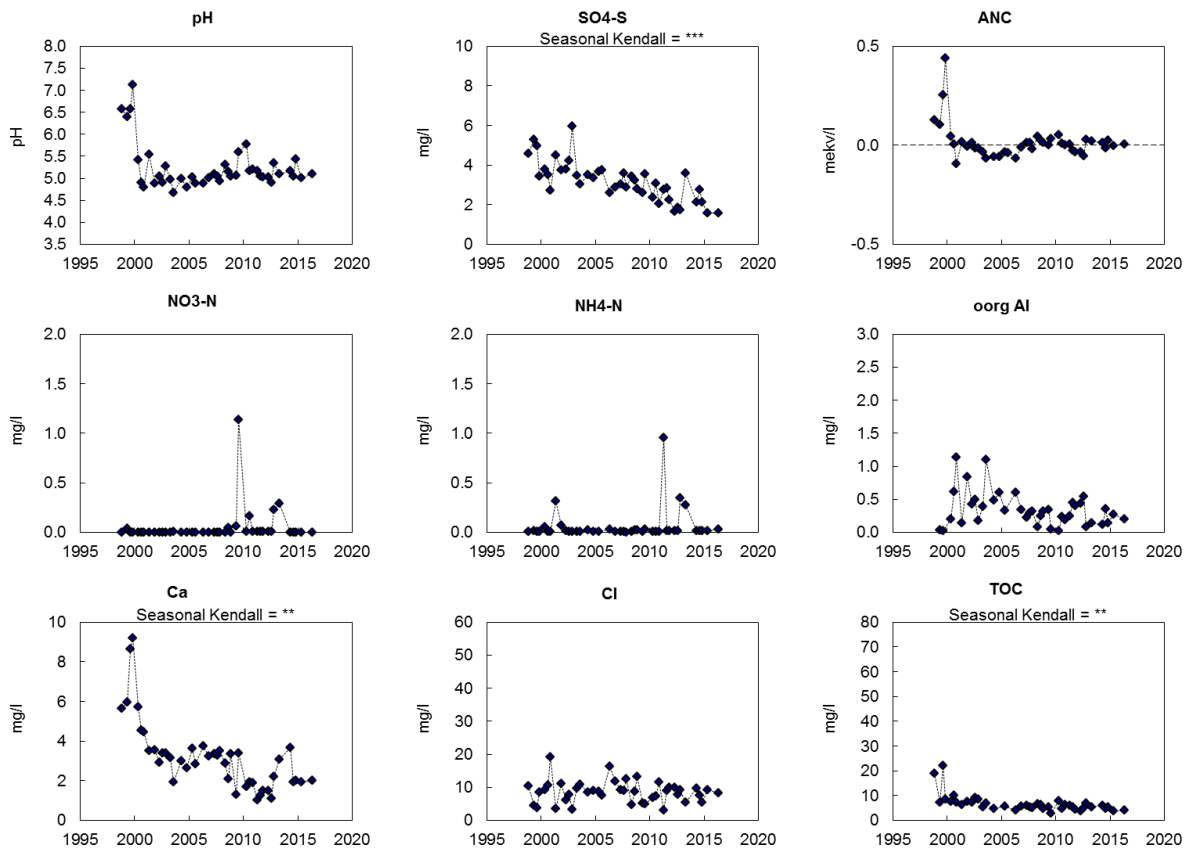 pH
8.0
7.5
7.0
6.5
6.0
5.5
5.0
4.5
4.0
3.5
pH
1995 2000 2005 2010 2015 2020
SO4-S
Seasonal Kendall = ***
10
8
6
4
2
0
mg/l
1995 2000 2005 2010 2015 2020
ANC
0.5
0.0
-0.5
mekv/l
1995 2000 2005 2010 2015 2020
NO3-N
2.0
1.5
1.0
0.5
0.0
mg/l
1995 2000 2005 2010 2015 2020
NH4-N
2.0
1.5
1.0
0.5
0.0
mg/l
1995 2000 2005 2010 2015 2020
oorg Al
3.0
2.5
2.0
1.5
1.0
0.5
0.0
mg/l
1995 2000 2005 2010 2015 2020
Ca
Seasonal Kendall = **
10
8
6
4
2
0
mg/l
1995 2000 2005 2010 2015 2020
Cl
60
50
40
30
20
10
0
mg/l
1995 2000 2005 2010 2015 2020
TOC
Seasonal Kendall = **
80
70
60
50
40
30
20
10
0
mg/l
1995 2000 2005 2010 2015 2020